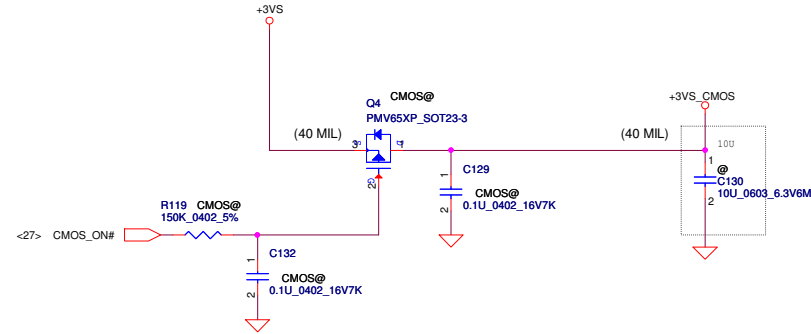 +3VS
Q4 CMOS@
PMV65XP_SOT23-3
+3VS_CMOS
(40 MIL)
3 S
D 1
G 2
(40 MIL)
10U
1
C129
1
@
C130
10U_0603_6.3V6M
2
CMOS@
0.1U_0402_16V7K
2
R119 CMOS@
150K_0402_5%
<27> CMOS_ON#
1
C132
CMOS@
0.1U_0402_16V7K
2